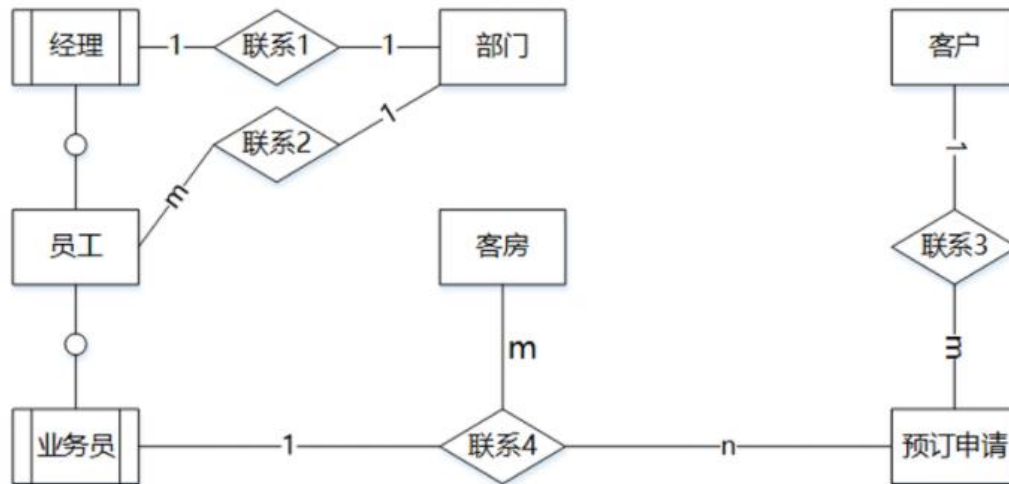 经理 1 联系1 1 部门 客户
联系2 1
m 1
员工 客房 联系3
m m
业务员 1 联系4 n 预订申请